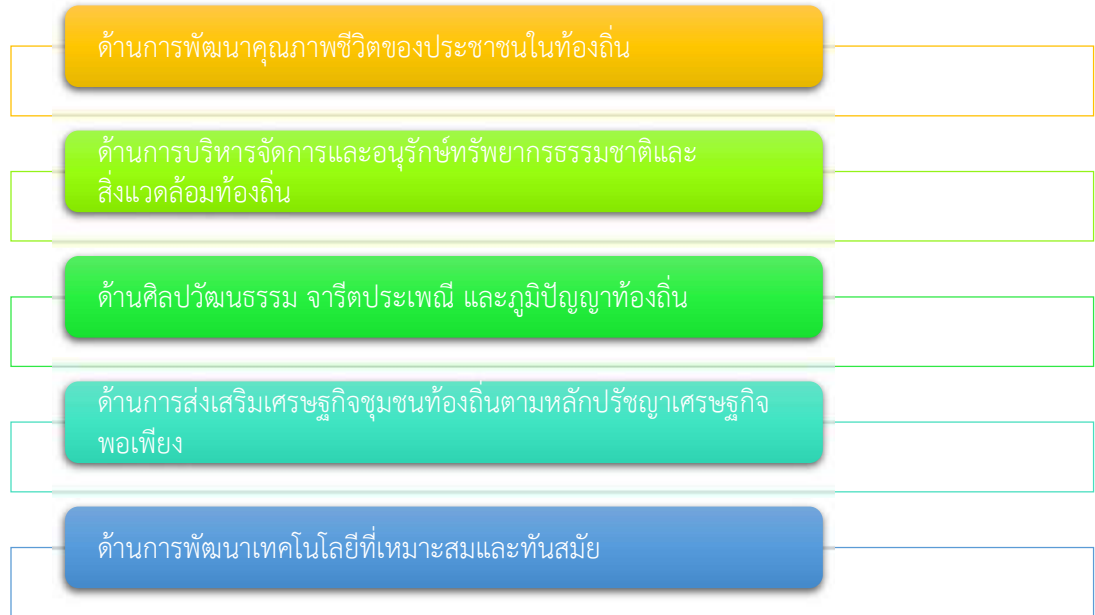 ด้านการพัฒนาคุณภาพชีวิตของประชาชนในท้องถิ่น
ด้านการบริหารจัดการและอนุรักษ์ทรัพยากรธรรมชาติและ
สิ่งแวดล้อมท้องถิ่น
ด้านศิลปวัฒนธรรม จารีตประเพณี และภูมิปัญญาท้องถิ่น
ด้านการส่งเสริมเศรษฐกิจชุมชนท้องถิ่นตามหลักปรัชญาเศรษฐกิจ
พอเพียง
ด้านการพัฒนาเทคโนโลยีที่เหมาะสมและทันสมัย